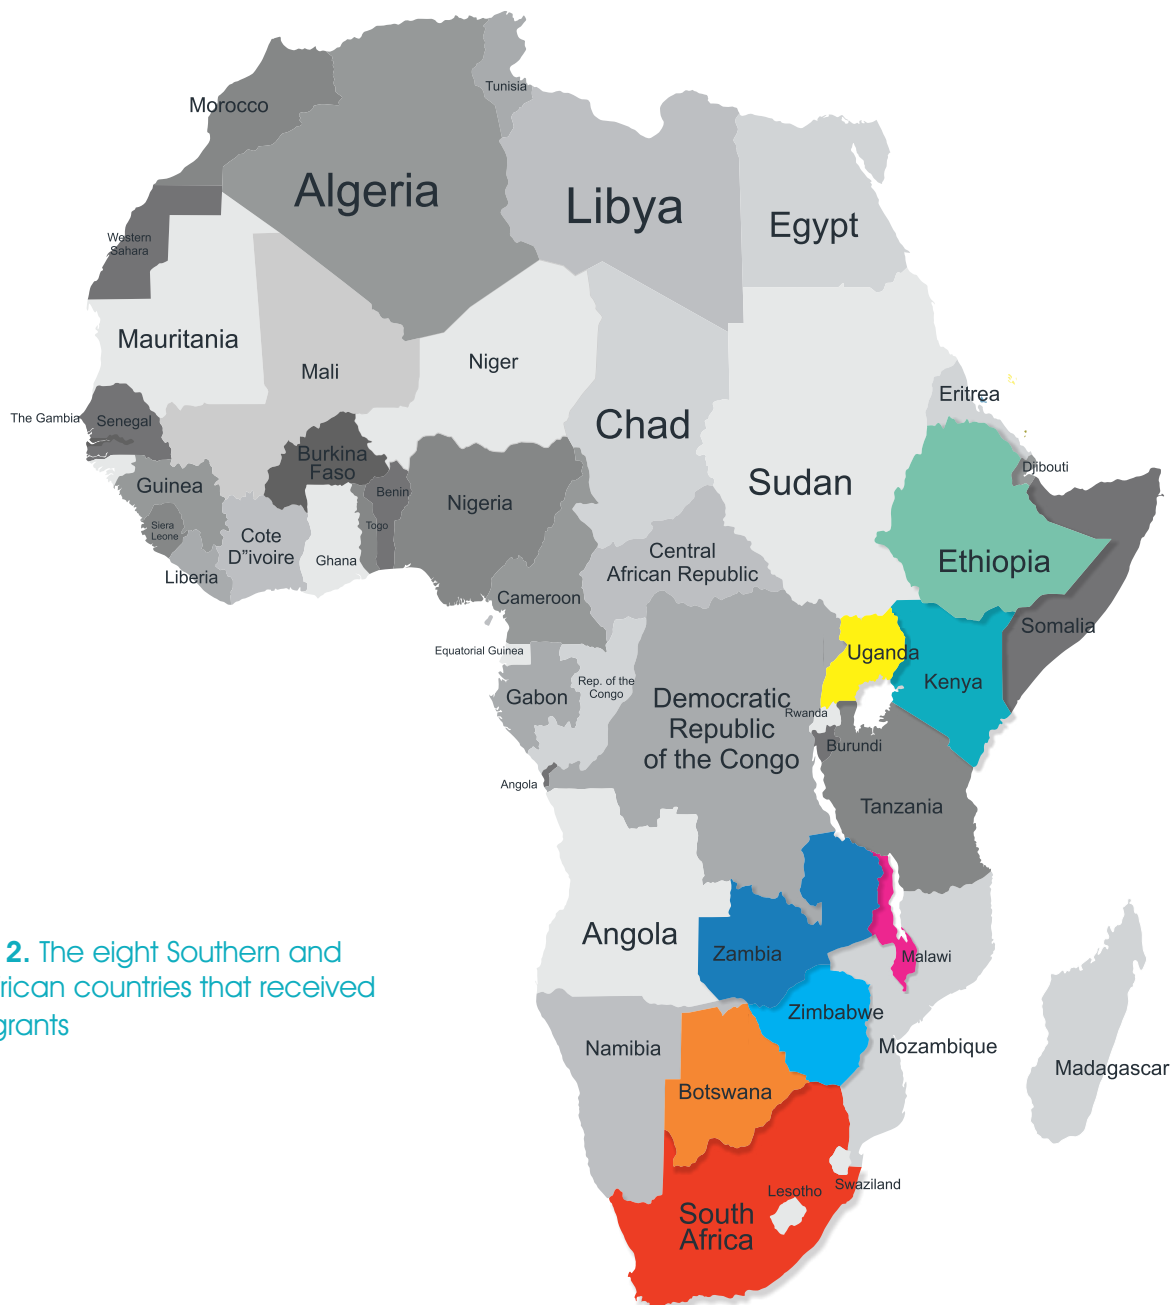 Tunisia
Morocco
Algeria
Libya
Egypt
Western
Sahara
Mauritania
Mali
Niger
Chad
Eritrea
The Gambia
Senegal
Burkina
Faso
Sudan
Djibouti
Guinea
Benin
Nigeria
Siera
Leone
Togo
Cote
D"ivoire
Ghana
Central
African Republic
Ethiopia
Liberia
Cameroon
Somalia
Equatorial Guinea
Uganda
Kenya
Rep. of the
Congo
Gabon
Democratic
Republic
of the Congo
Rwanda
Burundi
Angola
Tanzania
Angola
2. The eight Southern and
rican countries that received
grants
Zambia
Malawi
Zimbabwe
Namibia
Mozambique
Madagascar
Botswana
Swaziland
Lesotho
South
Africa